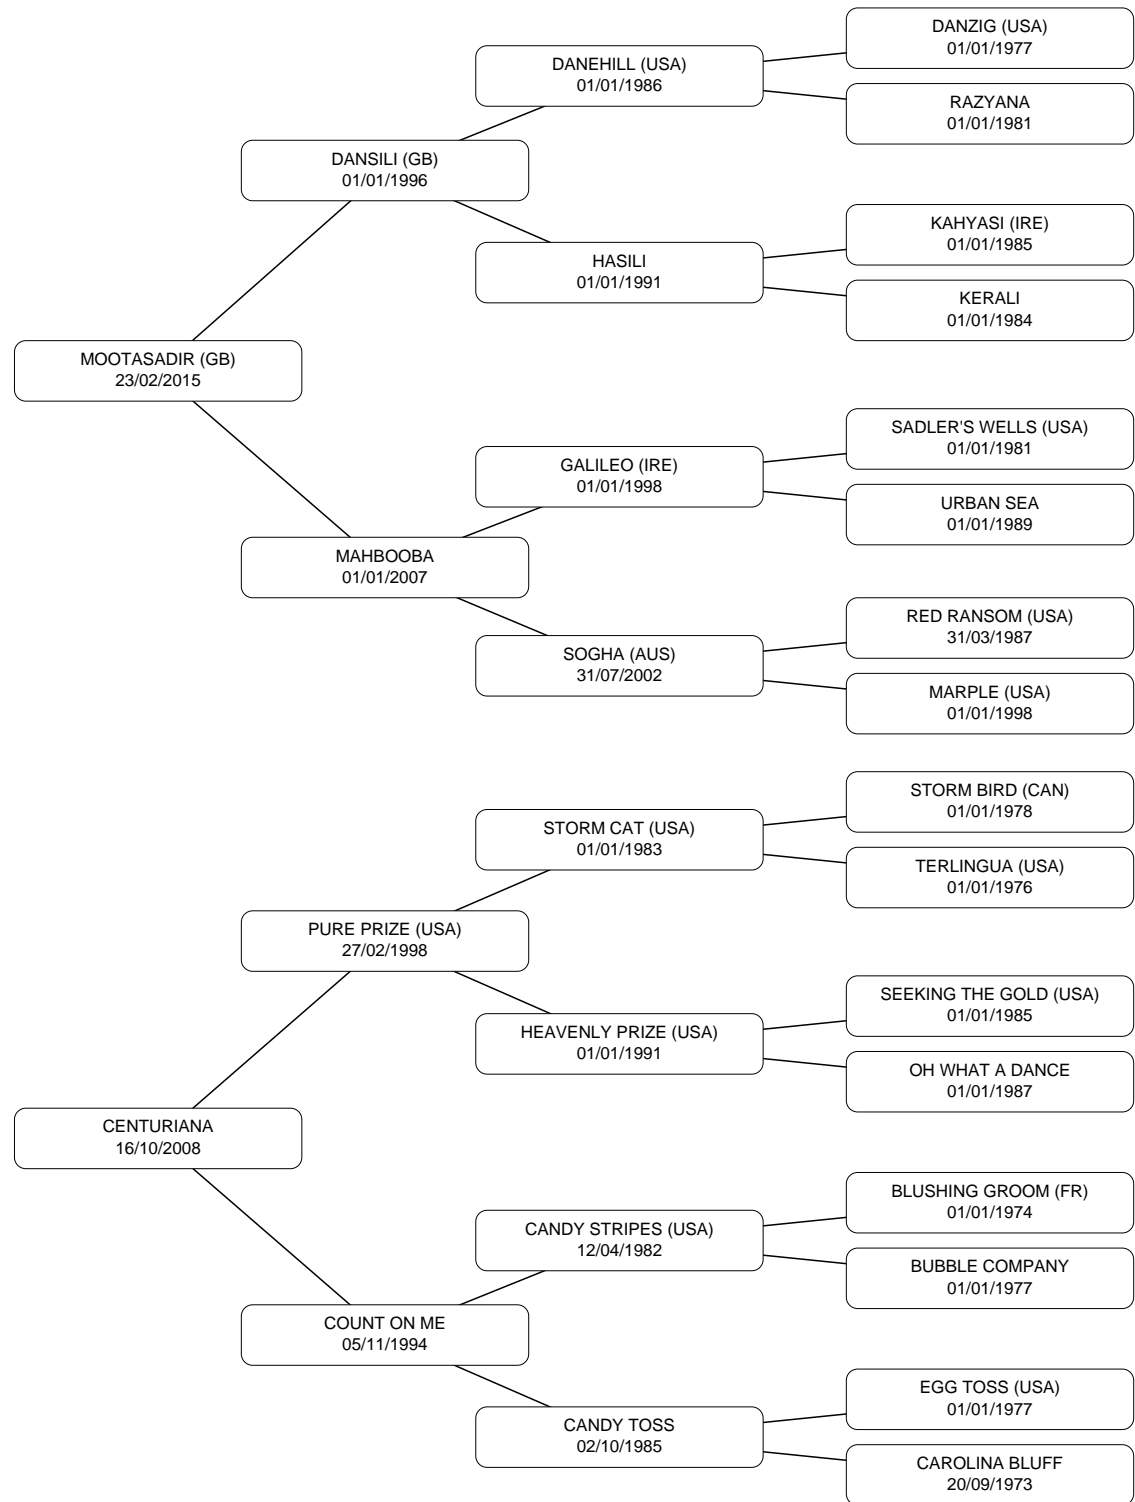 DANZIG (USA)
01/01/1977
DANEHILL (USA)
01/01/1986
RAZYANA
01/01/1981
DANSILI (GB)
01/01/1996
KAHYASI (IRE)
01/01/1985
HASILI
01/01/1991
KERALI
01/01/1984
MOOTASADIR (GB)
23/02/2015
SADLER'S WELLS (USA)
01/01/1981
GALILEO (IRE)
01/01/1998
URBAN SEA
01/01/1989
MAHBOOBA
01/01/2007
RED RANSOM (USA)
31/03/1987
SOGHA (AUS)
31/07/2002
MARPLE (USA)
01/01/1998
STORM BIRD (CAN)
01/01/1978
STORM CAT (USA)
01/01/1983
TERLINGUA (USA)
01/01/1976
PURE PRIZE (USA)
27/02/1998
SEEKING THE GOLD (USA)
01/01/1985
HEAVENLY PRIZE (USA)
01/01/1991
OH WHAT A DANCE
01/01/1987
CENTURIANA
16/10/2008
BLUSHING GROOM (FR)
01/01/1974
CANDY STRIPES (USA)
12/04/1982
BUBBLE COMPANY
01/01/1977
COUNT ON ME
05/11/1994
EGG TOSS (USA)
01/01/1977
CANDY TOSS
02/10/1985
CAROLINA BLUFF
20/09/1973